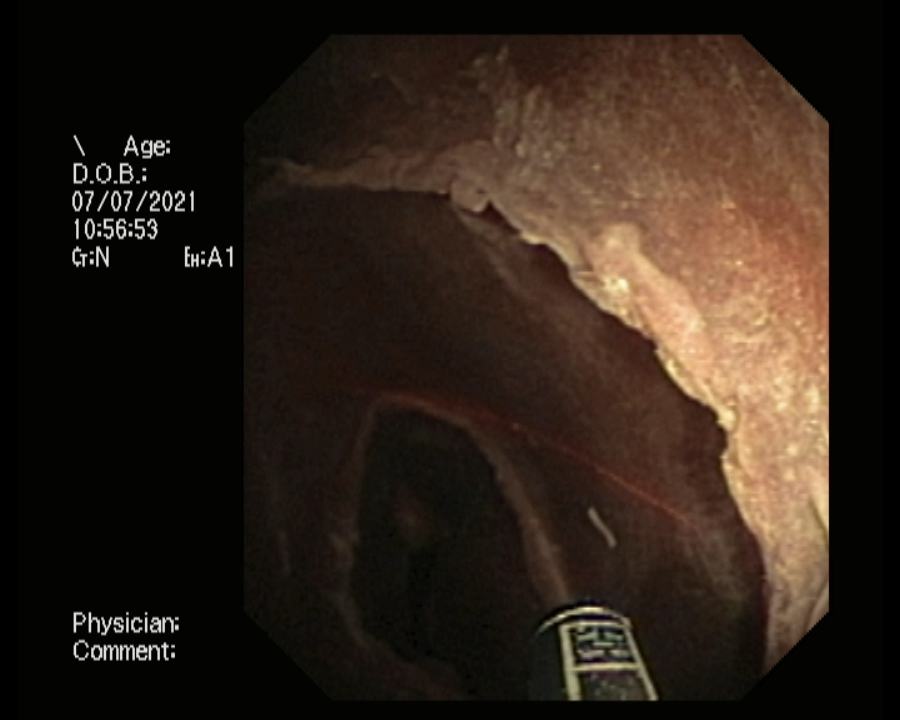 \ Age:
D.O.B.:
07/07/2021
10:56:53
Cr:N Eh:A1
Physician:
Comment: